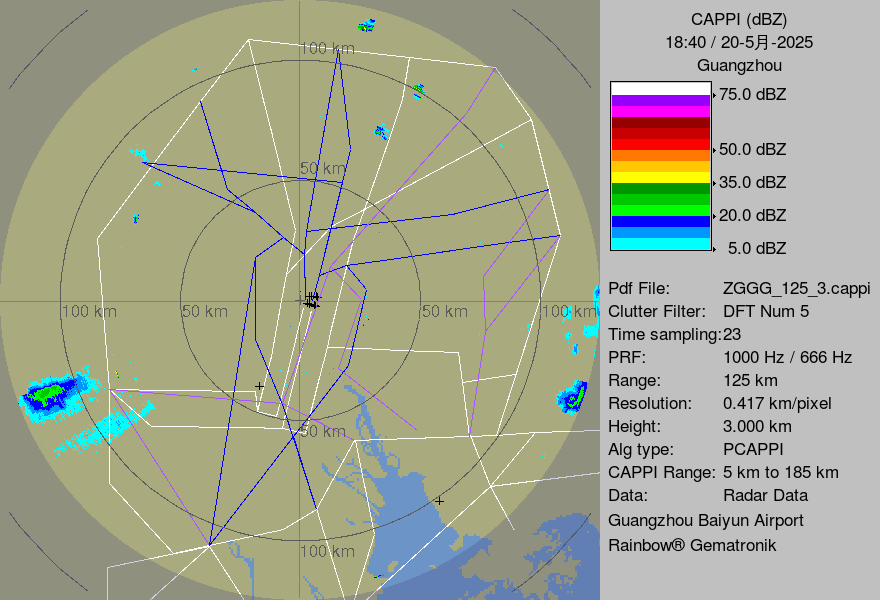 CAPPI (dBZ)
18:40 / 20-5月-2025
Guangzhou
75.0 dBZ
50.0 dBZ
35.0 dBZ
20.0 dBZ
5.0 dBZ
Pdf File: ZGGG_125_3.cappi
Clutter Filter: DFT Num 5
Time sampling:23
PRF: 1000 Hz / 666 Hz
Range: 125 km
Resolution: 0.417 km/pixel
Height: 3.000 km
Alg type: PCAPPI
CAPPI Range: 5 km to 185 km
Data: Radar Data
Guangzhou Baiyun Airport
Rainbow® Gematronik
100 km
50 km
100 km
50 km
50 km
100 km
50 km
100 km